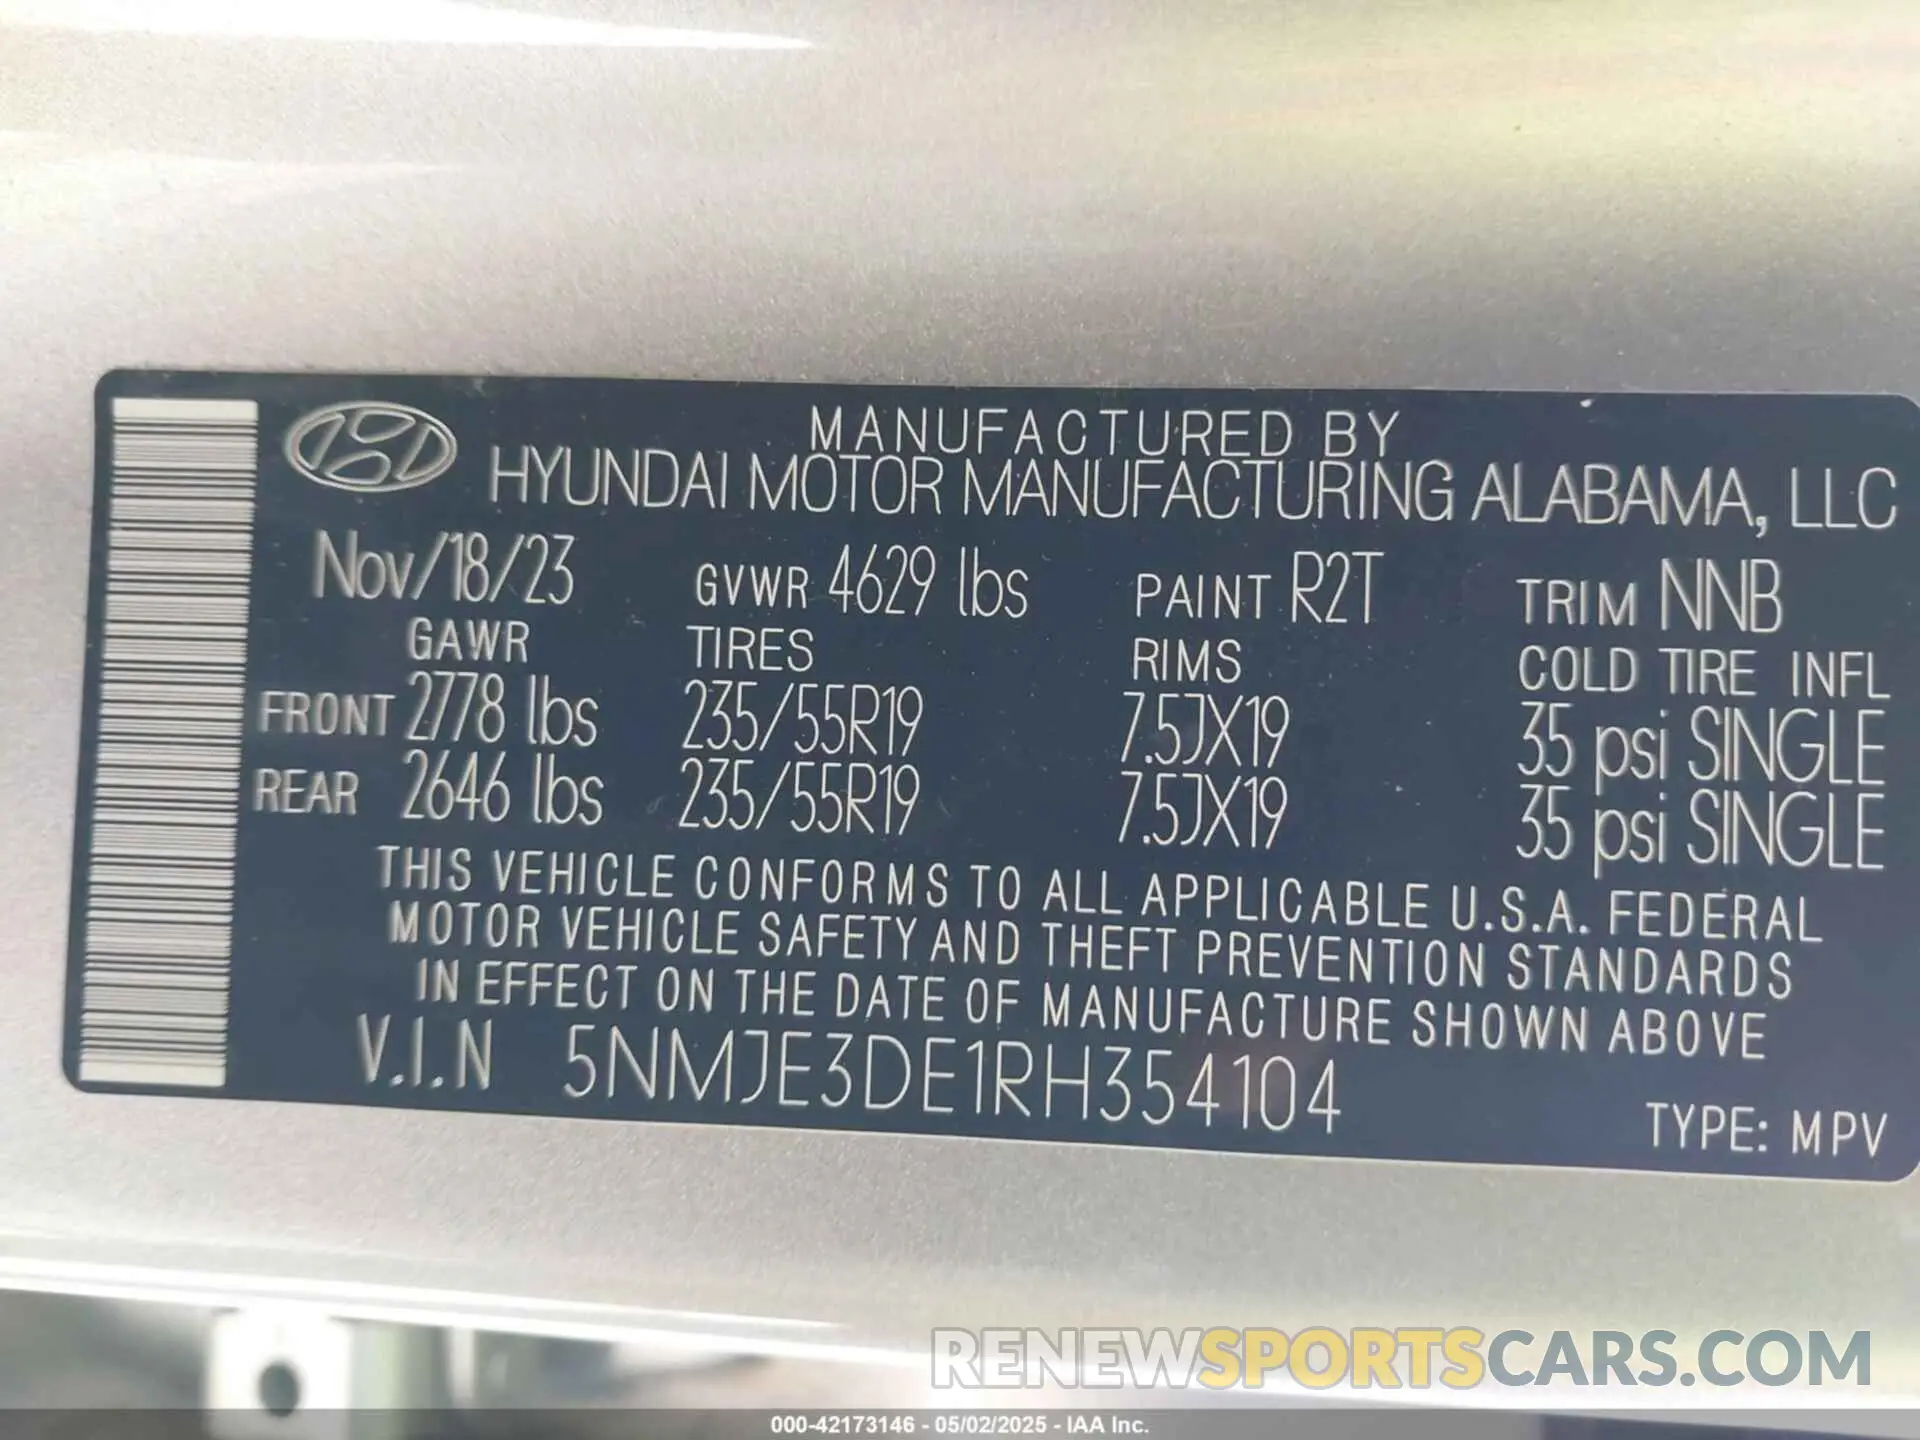 MANUFACTURED BY
HYUNDAI MOTOR MANUFACTURING ALABAMA, LLC
Nov/18/23 GVWR 4629 lbs PAINT R2T TRIM NNB
GAWR TIRES RIMS COLD TIRE INFL
FRONT 2778 lbs 235/55R19 7.5JX19 35 psi SINGLE
REAR 2646 lbs 235/55R19 7.5JX19 35 psi SINGLE
THIS VEHICLE CONFORMS TO ALL APPLICABLE U.S.A. FEDERAL
MOTOR VEHICLE SAFETY AND THEFT PREVENTION STANDARDS
IN EFFECT ON THE DATE OF MANUFACTURE SHOWN ABOVE
V.I.N 5NMJE3DE1RH354104
TYPE: MPV
RENEWSPORTSCARS.COM
000-42173146 - 05/02/2025 - IAA Inc.